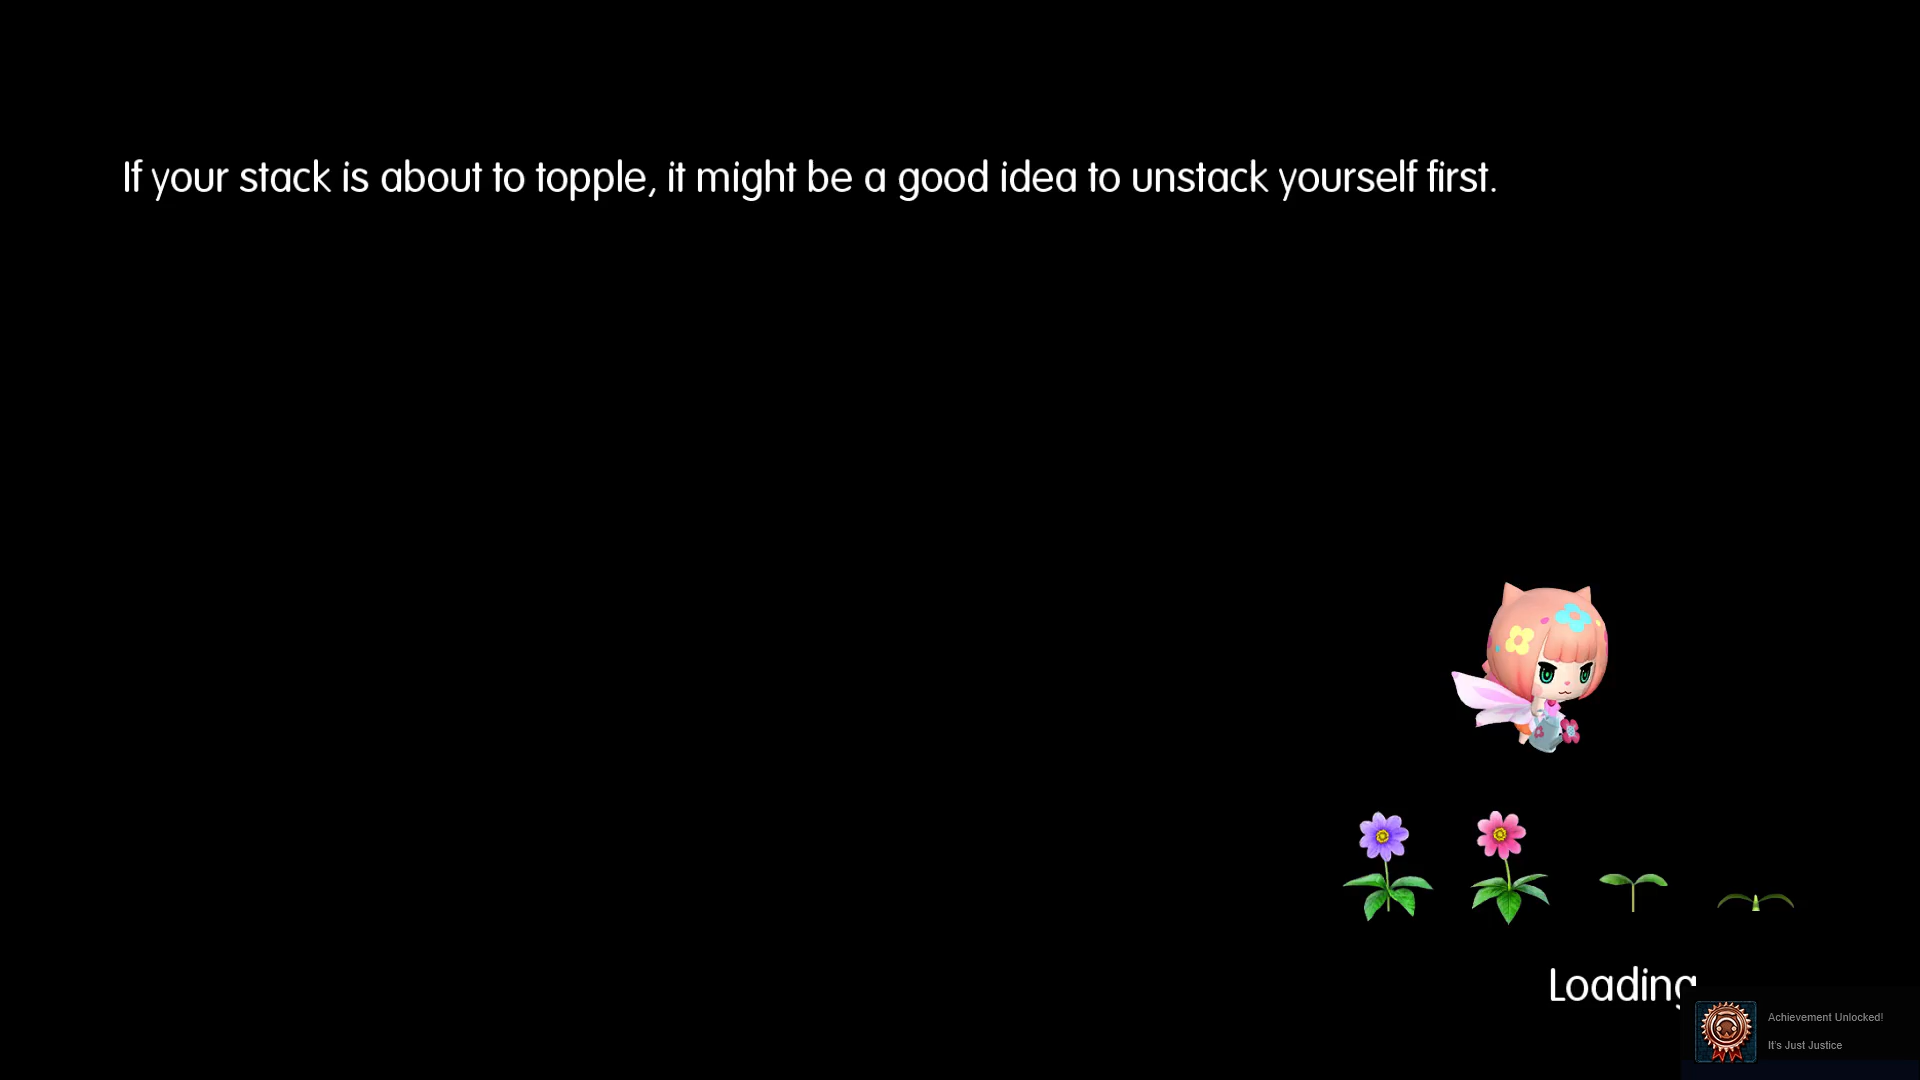 If your stack is about to topple, it might be a good idea to unstack yourself first.
Loading
Achievement Unlocked!
It's Just Justice